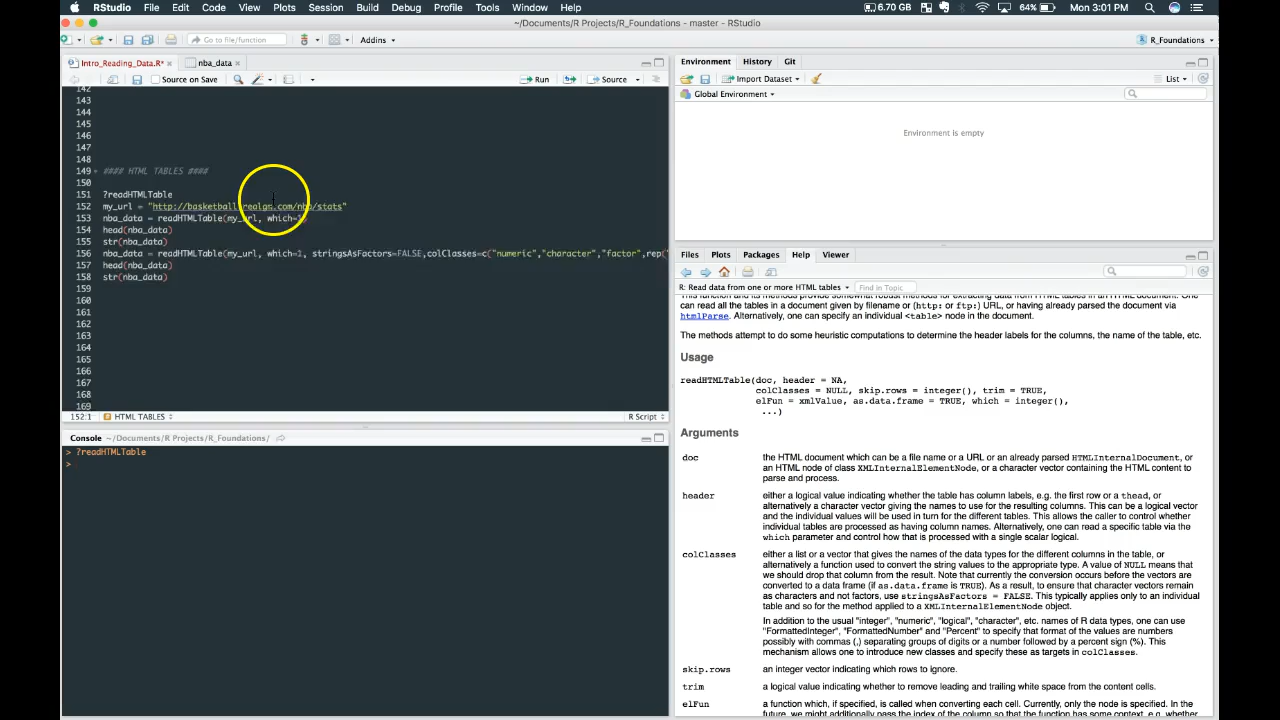 RStudio File Edit Code View Plots Session Build Debug Profile Tools Window Help 6.70 GB 64% Mon 3:01 PM
~/Documents/R Projects/R_Foundations - master - RStudio
Go to file/function Addins R_Foundations
Intro_Reading_Data.R* nba_data
Source on Save Run Source
142
143
144
145
146
147
148
149 #### HTML TABLES ####
150
151 ?readHTMLTable
152 my_url = "http://basketball.realgm.com/nba/stats"
153 nba_data = readHTMLTable(my_url, which=1)
154 head(nba_data)
155 str(nba_data)
156 nba_data = readHTMLTable(my_url, which=1, stringsAsFactors=FALSE,colClasses=c("numeric","character","factor",rep("
157 head(nba_data)
158 str(nba_data)
159
160
161
162
163
164
165
166
167
168
169
152:1 HTML TABLES R Script
Console ~/Documents/R Projects/R_Foundations/
> ?readHTMLTable
>
Environment History Git
Import Dataset List
Global Environment
Environment is empty
Files Plots Packages Help Viewer
R: Read data from one or more HTML tables Find in Topic
This function and its methods provide somewhat robust methods for extracting data from HTML tables in an HTML document. One
can read all the tables in a document given by filename or (http: or ftp:) URL, or having already parsed the document via
htmlParse. Alternatively, one can specify an individual <table> node in the document.
The methods attempt to do some heuristic computations to determine the header labels for the columns, the name of the table, etc.
Usage
readHTMLTable(doc, header = NA,
colClasses = NULL, skip.rows = integer(), trim = TRUE,
elFun = xmlValue, as.data.frame = TRUE, which = integer(),
...)
Arguments
doc the HTML document which can be a file name or a URL or an already parsed HTMLInternalDocument, or
an HTML node of class XMLInternalElementNode, or a character vector containing the HTML content to
parse and process.
header either a logical value indicating whether the table has column labels, e.g. the first row or a thead, or
alternatively a character vector giving the names to use for the resulting columns. This can be a logical vector
and the individual values will be used in turn for the different tables. This allows the caller to control whether
individual tables are processed as having column names. Alternatively, one can read a specific table via the
which parameter and control how that is processed with a single scalar logical.
colClasses either a list or a vector that gives the names of the data types for the different columns in the table, or
alternatively a function used to convert the string values to the appropriate type. A value of NULL means that
we should drop that column from the result. Note that currently the conversion occurs before the vectors are
converted to a data frame (if as.data.frame is TRUE). As a result, to ensure that character vectors remain
as characters and not factors, use stringsAsFactors = FALSE. This typically applies only to an individual
table and so for the method applied to a XMLInternalElementNode object.
In addition to the usual "integer", "numeric", "logical", "character", etc. names of R data types, one can use
"FormattedInteger", "FormattedNumber" and "Percent" to specify that format of the values are numbers
possibly with commas (,) separating groups of digits or a number followed by a percent sign (%). This
mechanism allows one to introduce new classes and specify these as targets in colClasses.
skip.rows an integer vector indicating which rows to ignore.
trim a logical value indicating whether to remove leading and trailing white space from the content cells.
elFun a function which, if specified, is called when converting each cell. Currently, only the node is specified. In the
future, we might additionally pass the index of the column so that the function has some context, e.g. whether